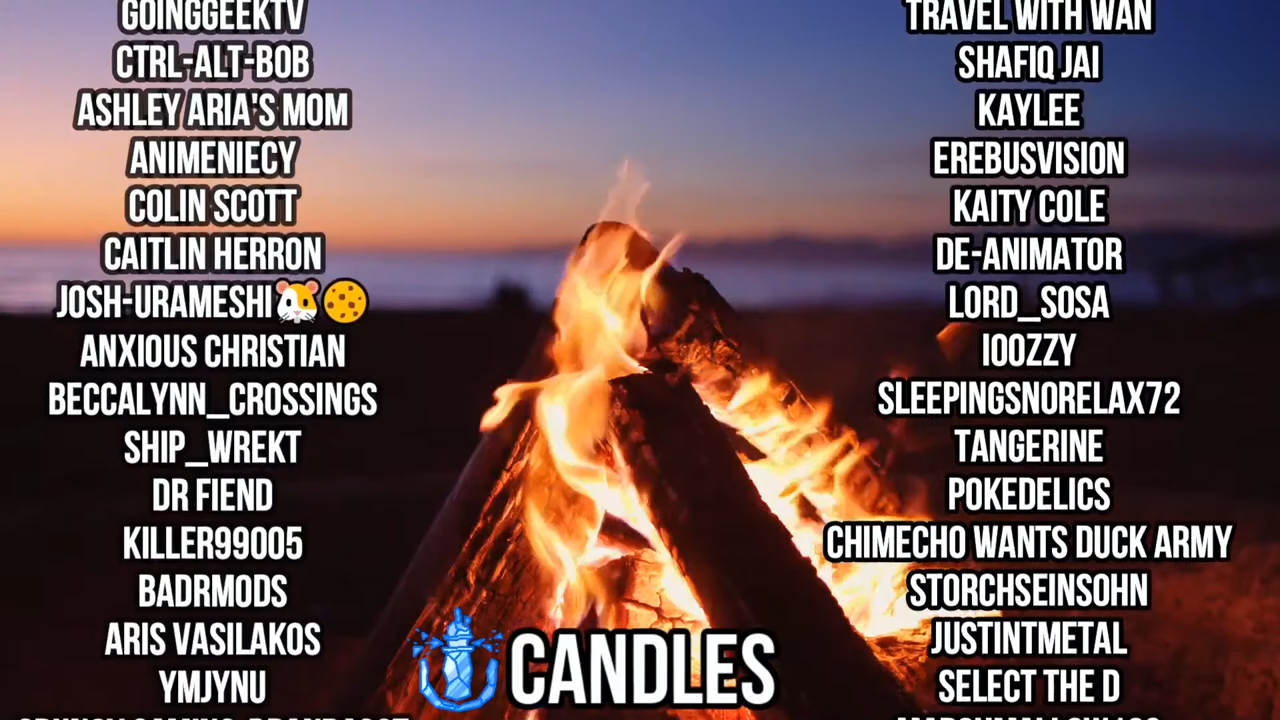 GOINGGEEKTV
CTRL-ALT-BOB
ASHLEY ARIA'S MOM
ANIMENIECY
COLIN SCOTT
CAITLIN HERRON
JOSH-URAMESHI🐹🍪
ANXIOUS CHRISTIAN
BECCALYNN_CROSSINGS
SHIP_WREKT
DR FIEND
KILLER99005
BADRMODS
ARIS VASILAKOS
YMJYNU
TRAVEL WITH WAN
SHAFIQ JAI
KAYLEE
EREBUSVISION
KAITY COLE
DE-ANIMATOR
LORD_SOSA
IOOZZY
SLEEPINGSNORELAX72
TANGERINE
POKEDELICS
CHIMECHO WANTS DUCK ARMY
STORCHSEINSOHN
JUSTINTMETAL
SELECT THE D
CANDLES